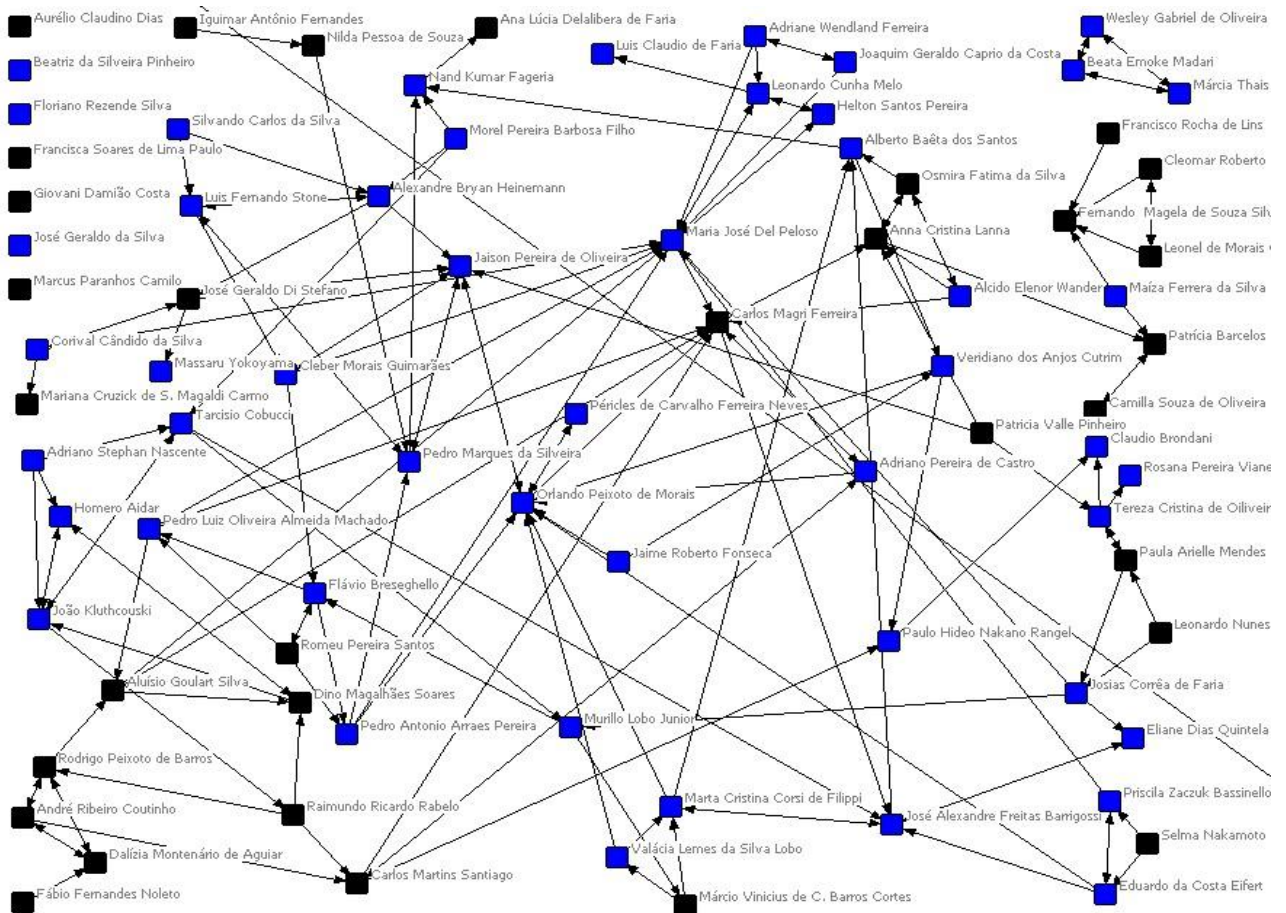 Aurélio Claudino Dias
Iguimar Antônio Fernandes
Ana Lúcia Delalibera de Faria
Nilda Pessoa de Souza
Luis Claudio de Faria
Adriane Wendland Ferreira
Joaquim Geraldo Caprio da Costa
Wesley Gabriel de Oliveira
Beatriz da Silveira Pinheiro
Nand Kumar Fageria
Leonardo Cunha Melo
Beata Emoke Madari
Márcia Thais
Floriano Rezende Silva
Silvando Carlos da Silva
Morel Pereira Barbosa Filho
Helton Santos Pereira
Francisco Rocha de Lins
Francisca Soares de Lima Paulo
Alberto Baêta dos Santos
Cleomar Roberto
Giovani Damião Costa
Luis Fernando Stone
Alexandre Bryan Heinemann
Osmira Fatima da Silva
Fernando Magela de Souza Silv
José Geraldo da Silva
Maria José Del Peloso
Anna Cristina Lanna
Leonel de Morais
Marcus Paranhos Camilo
José Geraldo Di Stefano
Jaison Pereira de Oliveira
Alcido Elenor Wander
Maíza Ferrera da Silva
Carlos Magri Ferreira
Corival Cândido da Silva
Massaru Yokoyama
Cleber Morais Guimarães
Veridiano dos Anjos Cutrim
Patrícia Barcelos
Mariana Cruzick de S. Magaldi Carmo
Tarcisio Cobucci
Péricles de Carvalho Ferreira Neves
Camilla Souza de Oliveira
Patricia Valle Pinheiro
Claudio Brondani
Adriano Stephan Nascente
Pedro Marques da Silveira
Adriano Pereira de Castro
Rosana Pereira Viane
Homero Aidar
Pedro Luiz Oliveira Almeida Machado
Orlando Peixoto de Morais
Tereza Cristina de Oiliveir
Jaime Roberto Fonseca
Paula Arielle Mendes
João Kluthcouski
Flávio Breseghello
Romeu Pereira Santos
Paulo Hideo Nakano Rangel
Leonardo Nunes
Aluísio Goulart Silva
Dino Magalhães Soares
Josias Corrêa de Faria
Pedro Antonio Arraes Pereira
Murillo Lobo Junior
Eliane Dias Quintela
Rodrigo Peixoto de Barros
André Ribeiro Coutinho
Raimundo Ricardo Rabelo
Marta Cristina Corsi de Filippi
José Alexandre Freitas Barrigossi
Priscila Zaczuk Bassinello
Selma Nakamoto
Dalízia Montenário de Aguiar
Valácia Lemes da Silva Lobo
Fábio Fernandes Noleto
Carlos Martins Santiago
Márcio Vinicius de C. Barros Cortes
Eduardo da Costa Eifert